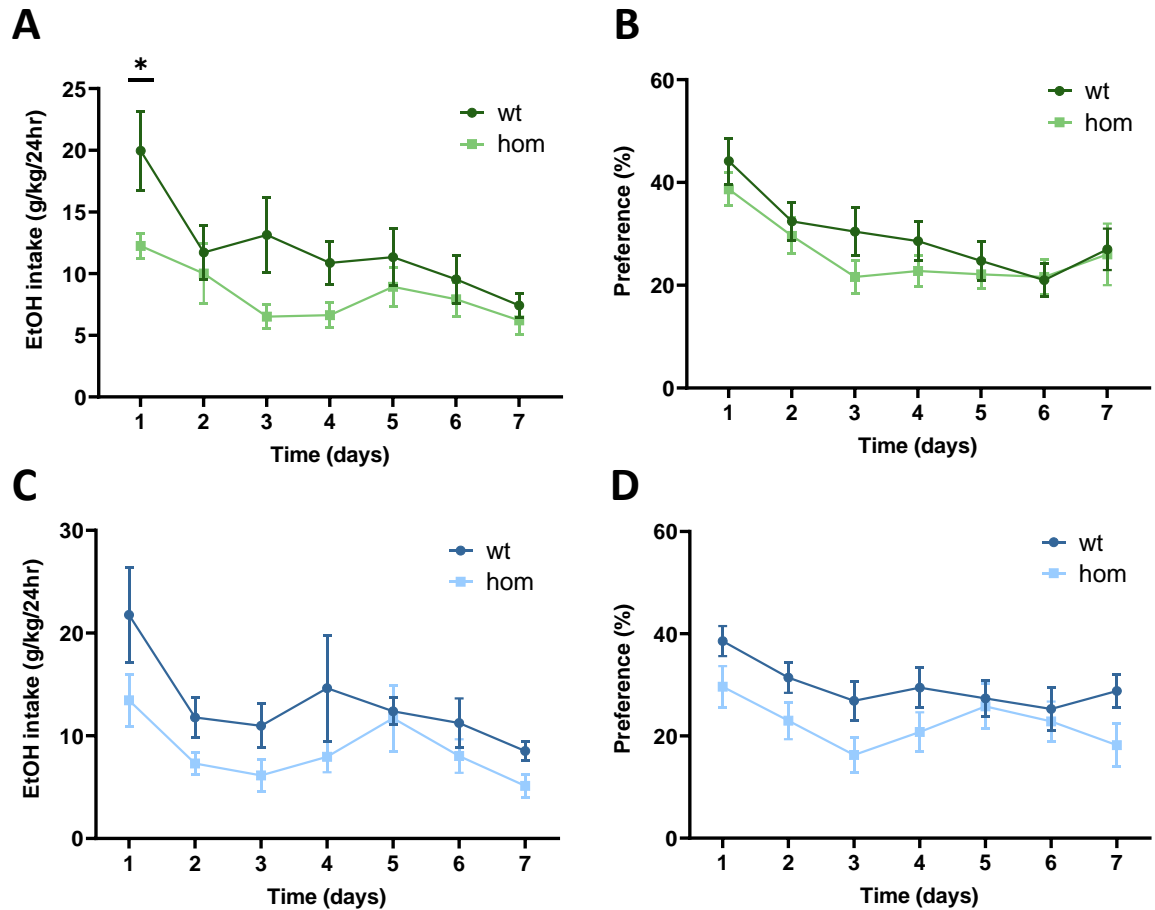 A
*
EtOH intake (g/kg/24hr)
25
20
15
10
5
0
wt
hom
1 2 3 4 5 6 7
Time (days)
B
Preference (%)
60
40
20
0
wt
hom
1 2 3 4 5 6 7
Time (days)
C
EtOH intake (g/kg/24hr)
30
20
10
0
wt
hom
1 2 3 4 5 6 7
Time (days)
D
Preference (%)
60
40
20
0
wt
hom
1 2 3 4 5 6 7
Time (days)